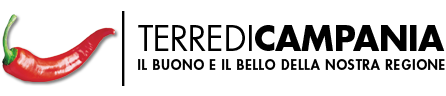 TERREDICAMPANIA
IL BUONO E IL BELLO DELLA NOSTRA REGIONE